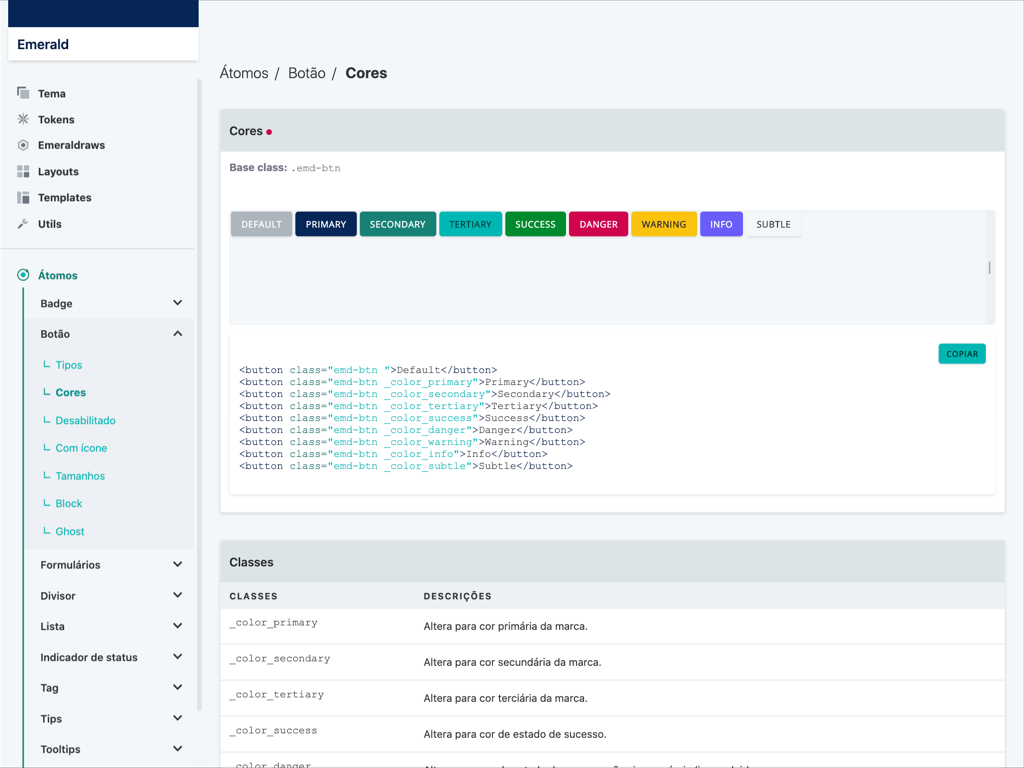 Emerald
Tema
Tokens
Emeraldraws
Layouts
Templates
Utils
Átomos
Badge
Botão
Tipos
Cores
Desabilitado
Com ícone
Tamanhos
Block
Ghost
Formulários
Divisor
Lista
Indicador de status
Tag
Tips
Tooltips
Átomos / Botão / Cores
Cores
Base class: .emd-btn
DEFAULT PRIMARY SECONDARY TERTIARY SUCCESS DANGER WARNING INFO SUBTLE
COPIAR
<button class="emd-btn ">Default</button>
<button class="emd-btn _color_primary">Primary</button>
<button class="emd-btn _color_secondary">Secondary</button>
<button class="emd-btn _color_tertiary">Tertiary</button>
<button class="emd-btn _color_success">Success</button>
<button class="emd-btn _color_danger">Danger</button>
<button class="emd-btn _color_warning">Warning</button>
<button class="emd-btn _color_info">Info</button>
<button class="emd-btn _color_subtle">Subtle</button>
Classes
CLASSES DESCRIÇÕES
_color_primary Altera para cor primária da marca.
_color_secondary Altera para cor secundária da marca.
_color_tertiary Altera para cor terciária da marca.
_color_success Altera para cor de estado de sucesso.
_color_danger